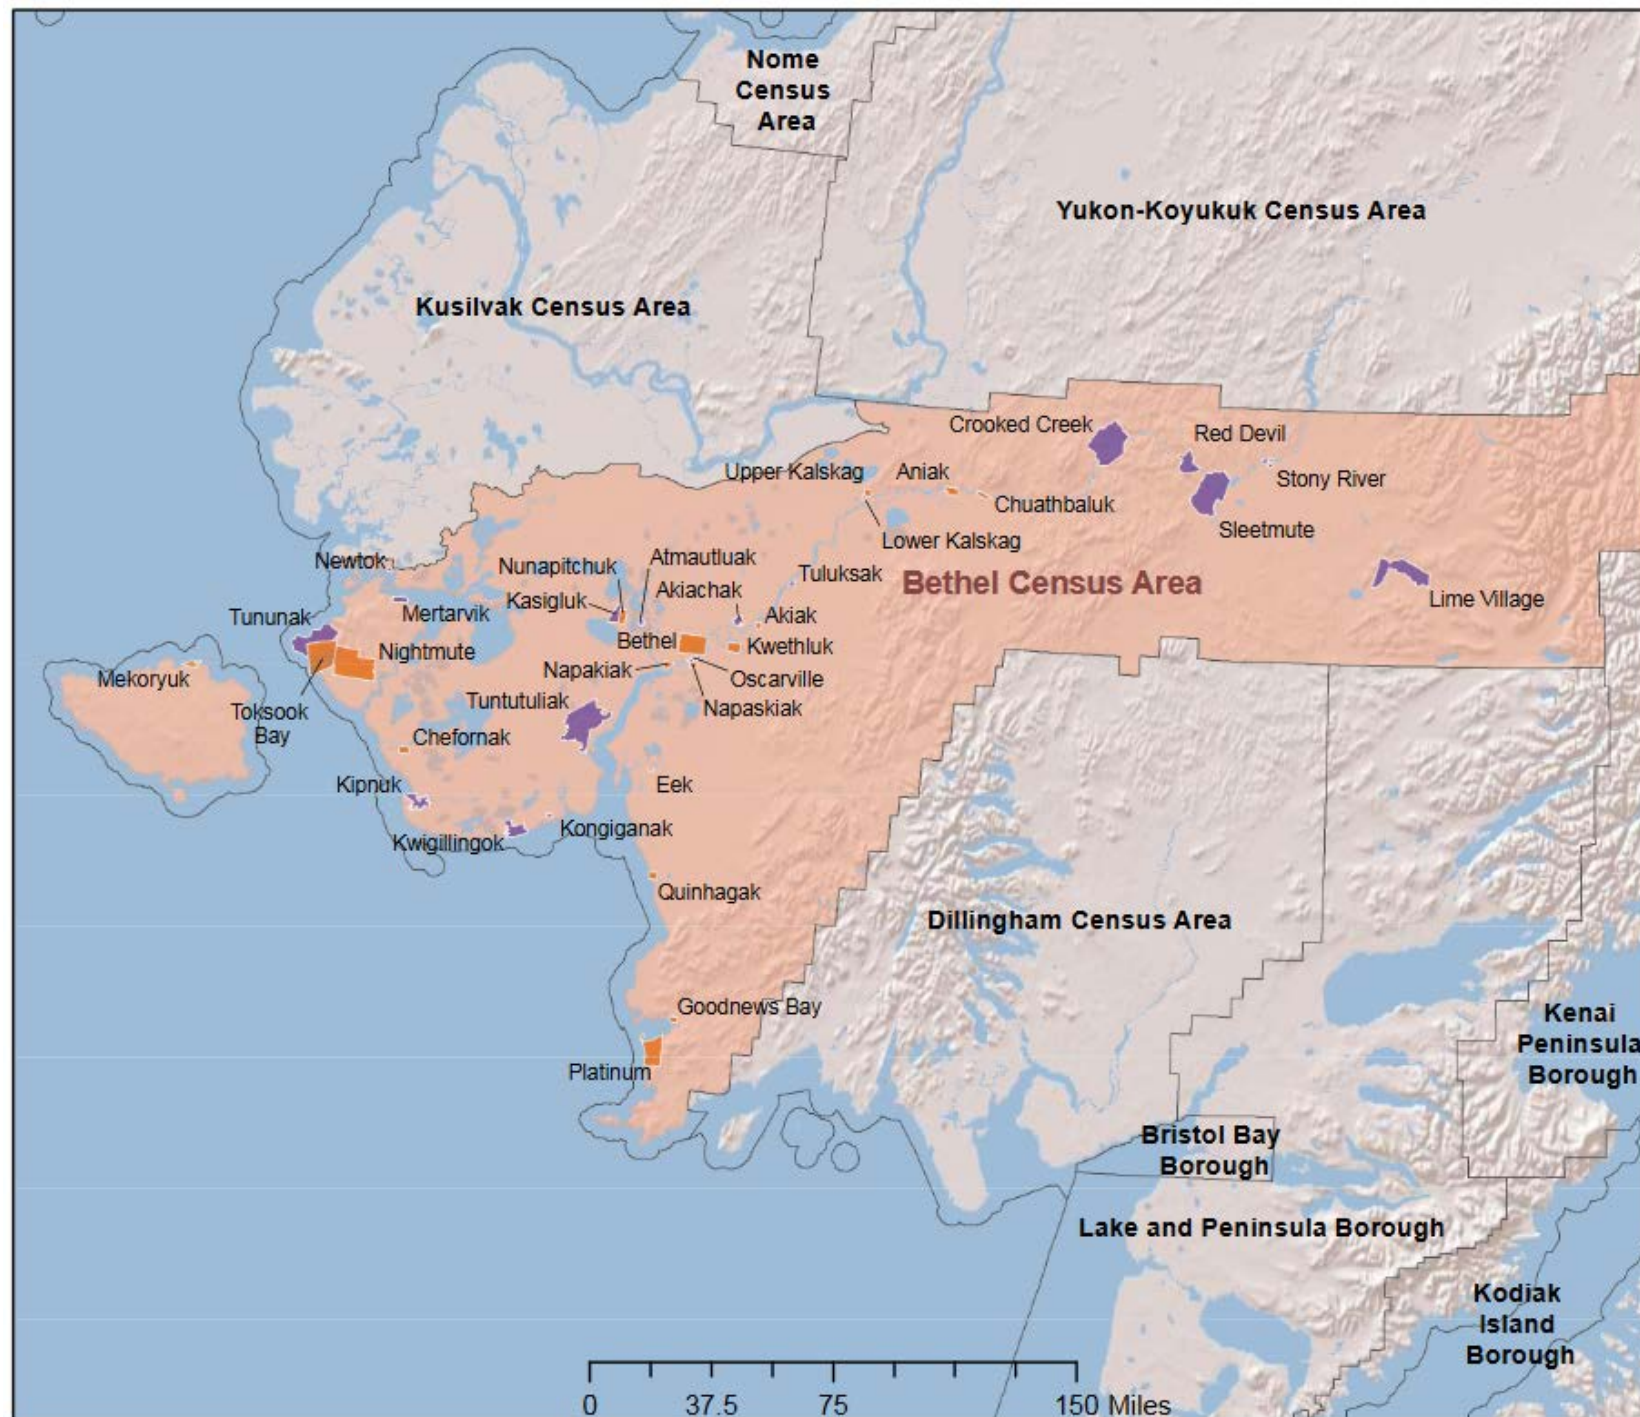 Nome
Census
Area
Yukon-Koyukuk Census Area
Kusilvak Census Area
Crooked Creek
Red Devil
Upper Kalskag
Aniak
Stony River
Chuathbaluk
Sleetmute
Lower Kalskag
Newtok
Nunapitchuk
Atmautluak
Tuluksak
Bethel Census Area
Akiachak
Kasigluk
Lime Village
Tununak
Mertarvik
Akiak
Bethel
Kwethluk
Nightmute
Napakiak
Mekoryuk
Oscarville
Tuntutuliak
Napaskiak
Toksook
Bay
Chefornak
Kipnuk
Eek
Kongiganak
Kwigillingok
Quinhagak
Dillingham Census Area
Goodnews Bay
Kenai
Peninsula
Borough
Platinum
Bristol Bay
Borough
Lake and Peninsula Borough
Kodiak
Island
Borough
0 37.5 75 150 Miles